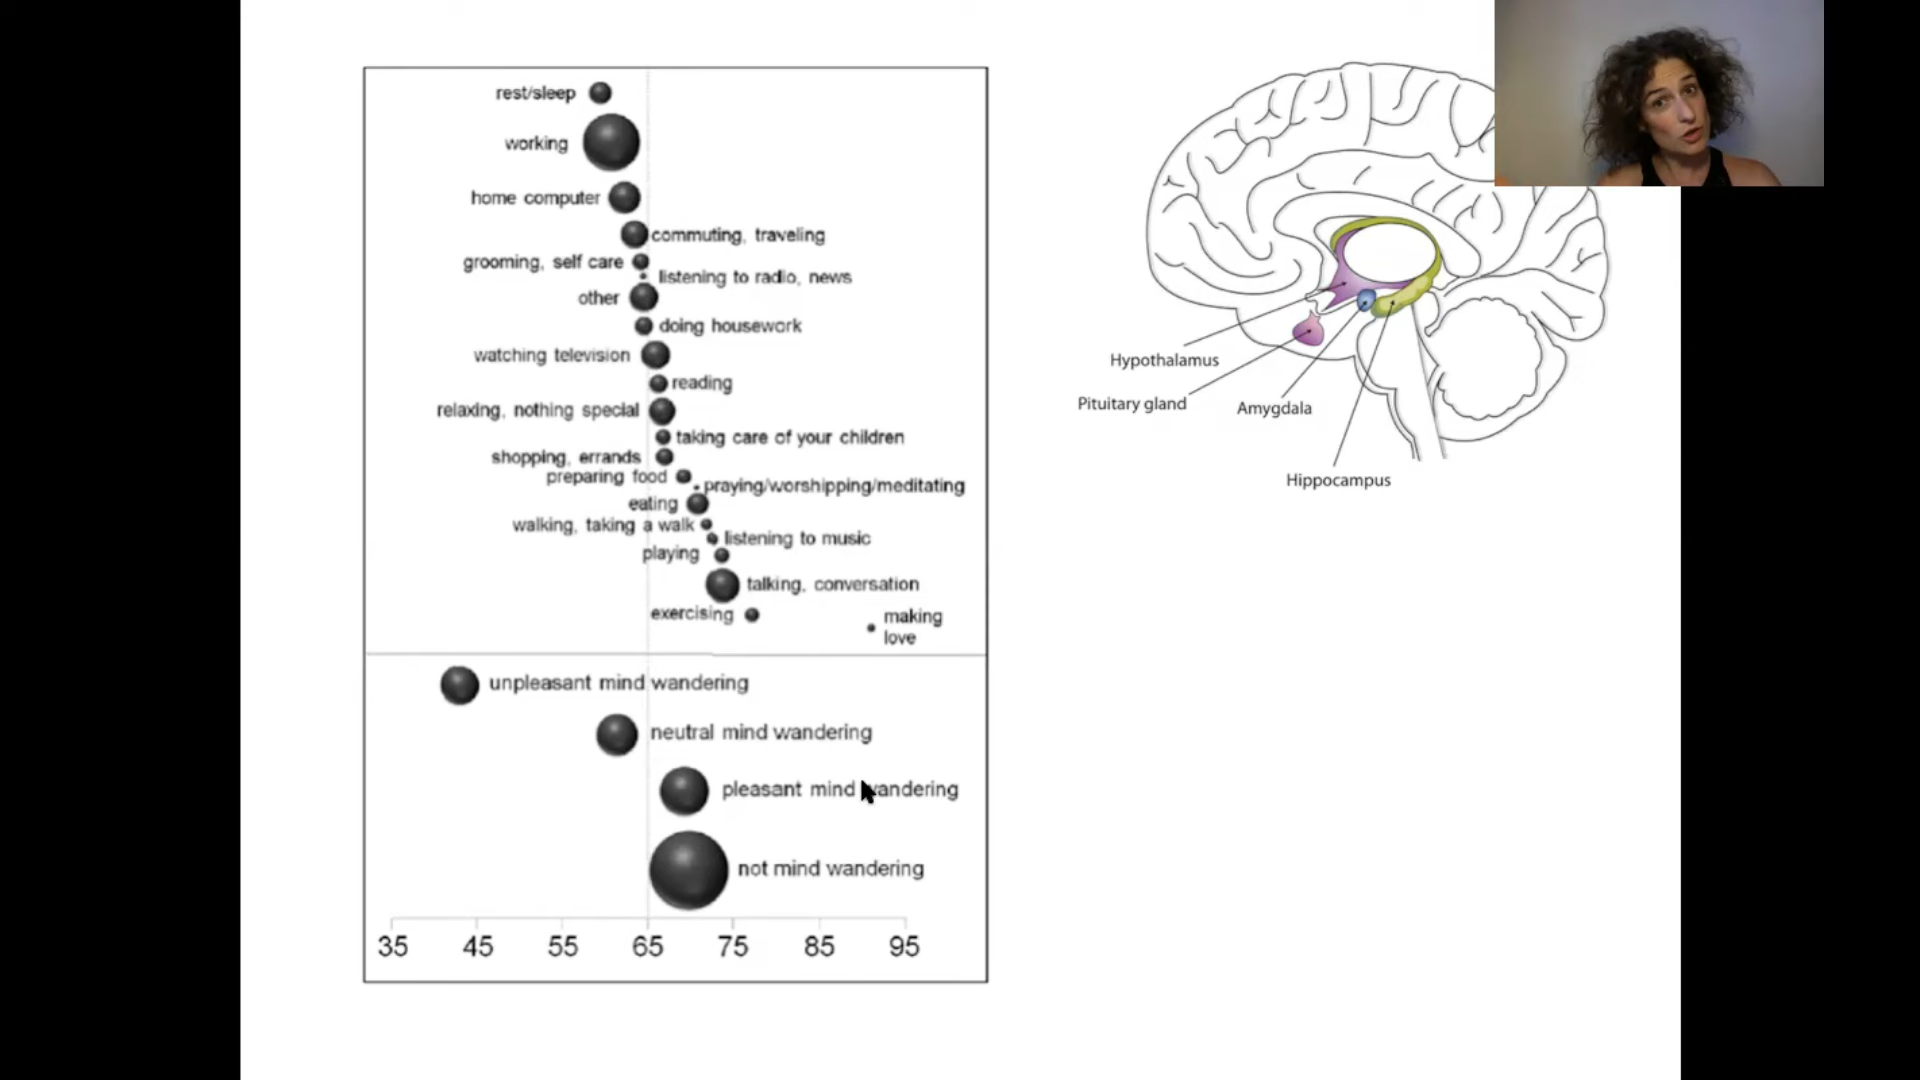 rest/sleep
working
home computer
commuting, traveling
grooming, self care
listening to radio, news
other
doing housework
watching television
reading
relaxing, nothing special
taking care of your children
shopping, errands
preparing food
praying/worshipping/meditating
eating
walking, taking a walk
listening to music
playing
talking, conversation
exercising
making
love
unpleasant mind wandering
neutral mind wandering
pleasant mind wandering
not mind wandering
35 45 55 65 75 85 95
Hypothalamus
Pituitary gland
Amygdala
Hippocampus